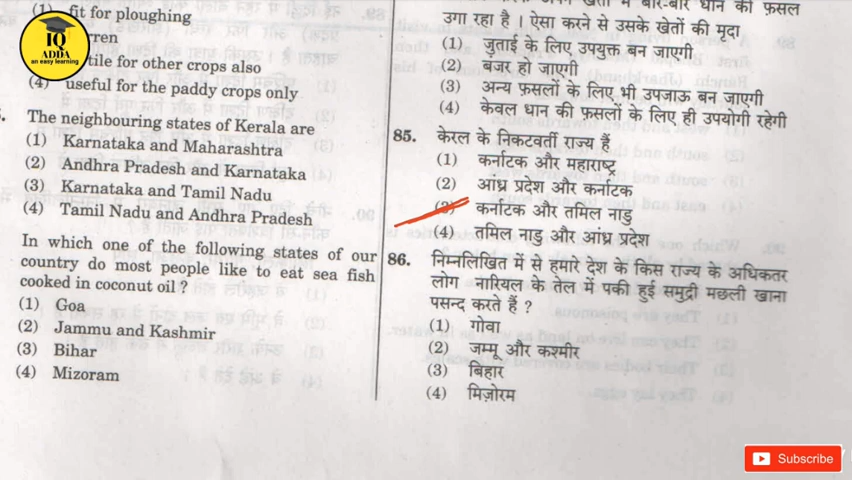 (1) fit for ploughing
IQ
ADDA
an easy learning
for other crops also
(4) useful for the paddy crops only
The neighbouring states of Kerala are
(1) Karnataka and Maharashtra
(2) Andhra Pradesh and Karnataka
(3) Karnataka and Tamil Nadu
(4) Tamil Nadu and Andhra Pradesh
In which one of the following states of our
country do most people like to eat sea fish
cooked in coconut oil ?
(1) Goa
(2) Jammu and Kashmir
(3) Bihar
(4) Mizoram
बार-बार धान की फ़सल
उगा रहा है । ऐसा करने से उसके खेतों की मृदा
(1) जुताई के लिए उपयुक्त बन जाएगी
(2) बंजर हो जाएगी
(3) अन्य फ़सलों के लिए भी उपजाऊ बन जाएगी
(4) केवल धान की फ़सलों के लिए ही उपयोगी रहेगी
85. केरल के निकटवर्ती राज्य हैं
(1) कर्नाटक और महाराष्ट्र
(2) आंध्र प्रदेश और कर्नाटक
(3) कर्नाटक और तमिल नाडु
(4) तमिल नाडु और आंध्र प्रदेश
86. निम्नलिखित में से हमारे देश के किस राज्य के अधिकतर
लोग नारियल के तेल में पकी हुई समुद्री मछली खाना
पसन्द करते हैं ?
(1) गोवा
(2) जम्मू और कश्मीर
(3) बिहार
(4) मिज़ोरम
Subscribe